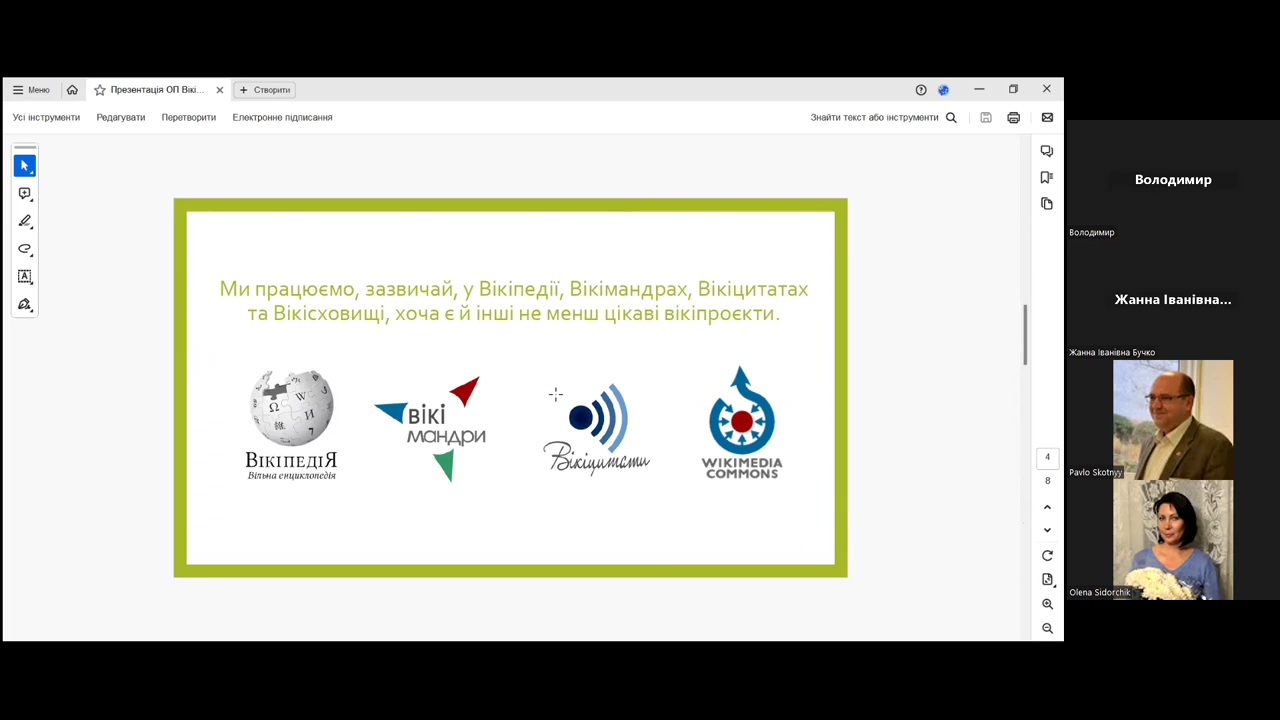 Меню
Презентація ОП Вікі...
Створити
Усі інструменти
Редагувати
Перетворити
Електронне підписання
Знайти текст або інструменти
Ми працюємо, зазвичай, у Вікіпедії, Вікімандрах, Вікіцитатах
та Вікісховищі, хоча є й інші не менш цікаві вікіпроєкти.
Ω
W
И
ВікіпедіЯ
Вільна енциклопедія
вікі
мандри
Вікіцитати
WIKIMEDIA
COMMONS
4
8
Володимир
Володимир
Жанна Іванівна...
Жанна Іванівна Бучко
Pavlo Skotnyy
Olena Sidorchik